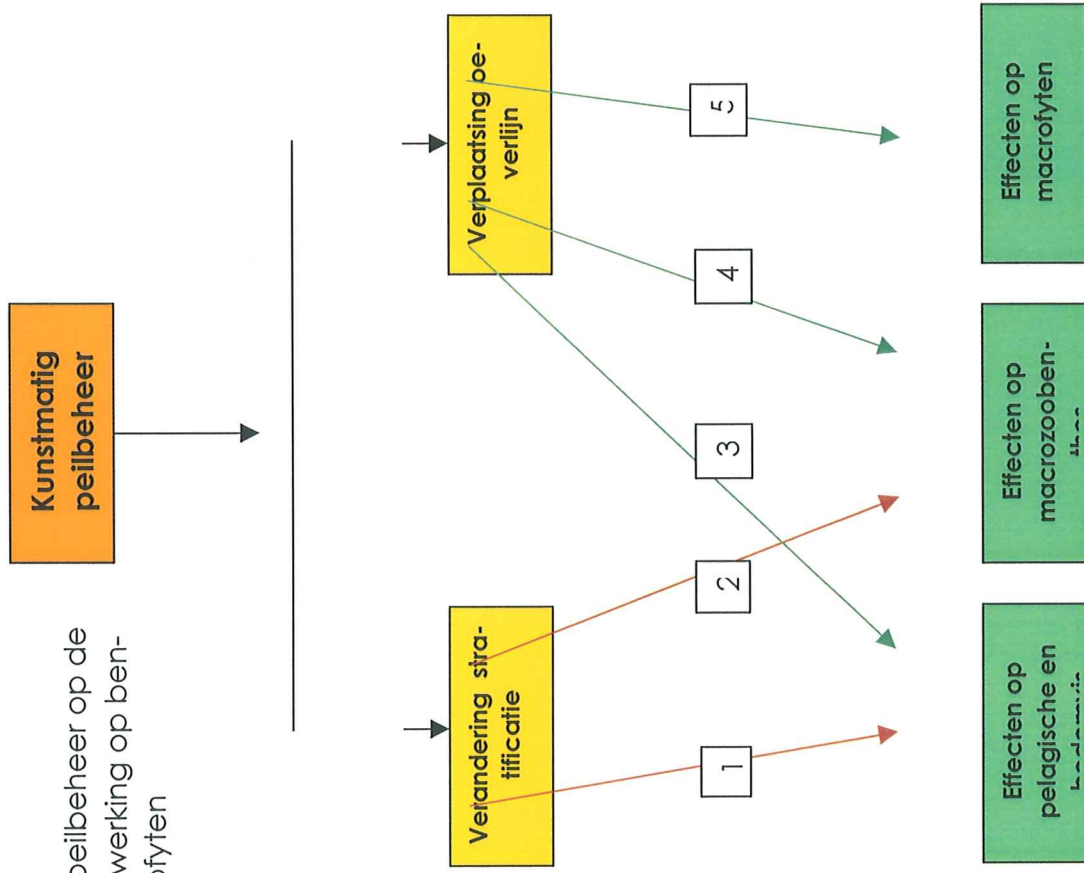 Kunstmatig
peilbeheer
peilbeheer op de
werking op ben-
ofyten
Verandering stra-
tificatie
Verplaatsing oe-
verlijn
1
2
3
4
5
Effecten op
pelagische en
Effecten op
macrozooben-
Effecten op
macrofyten